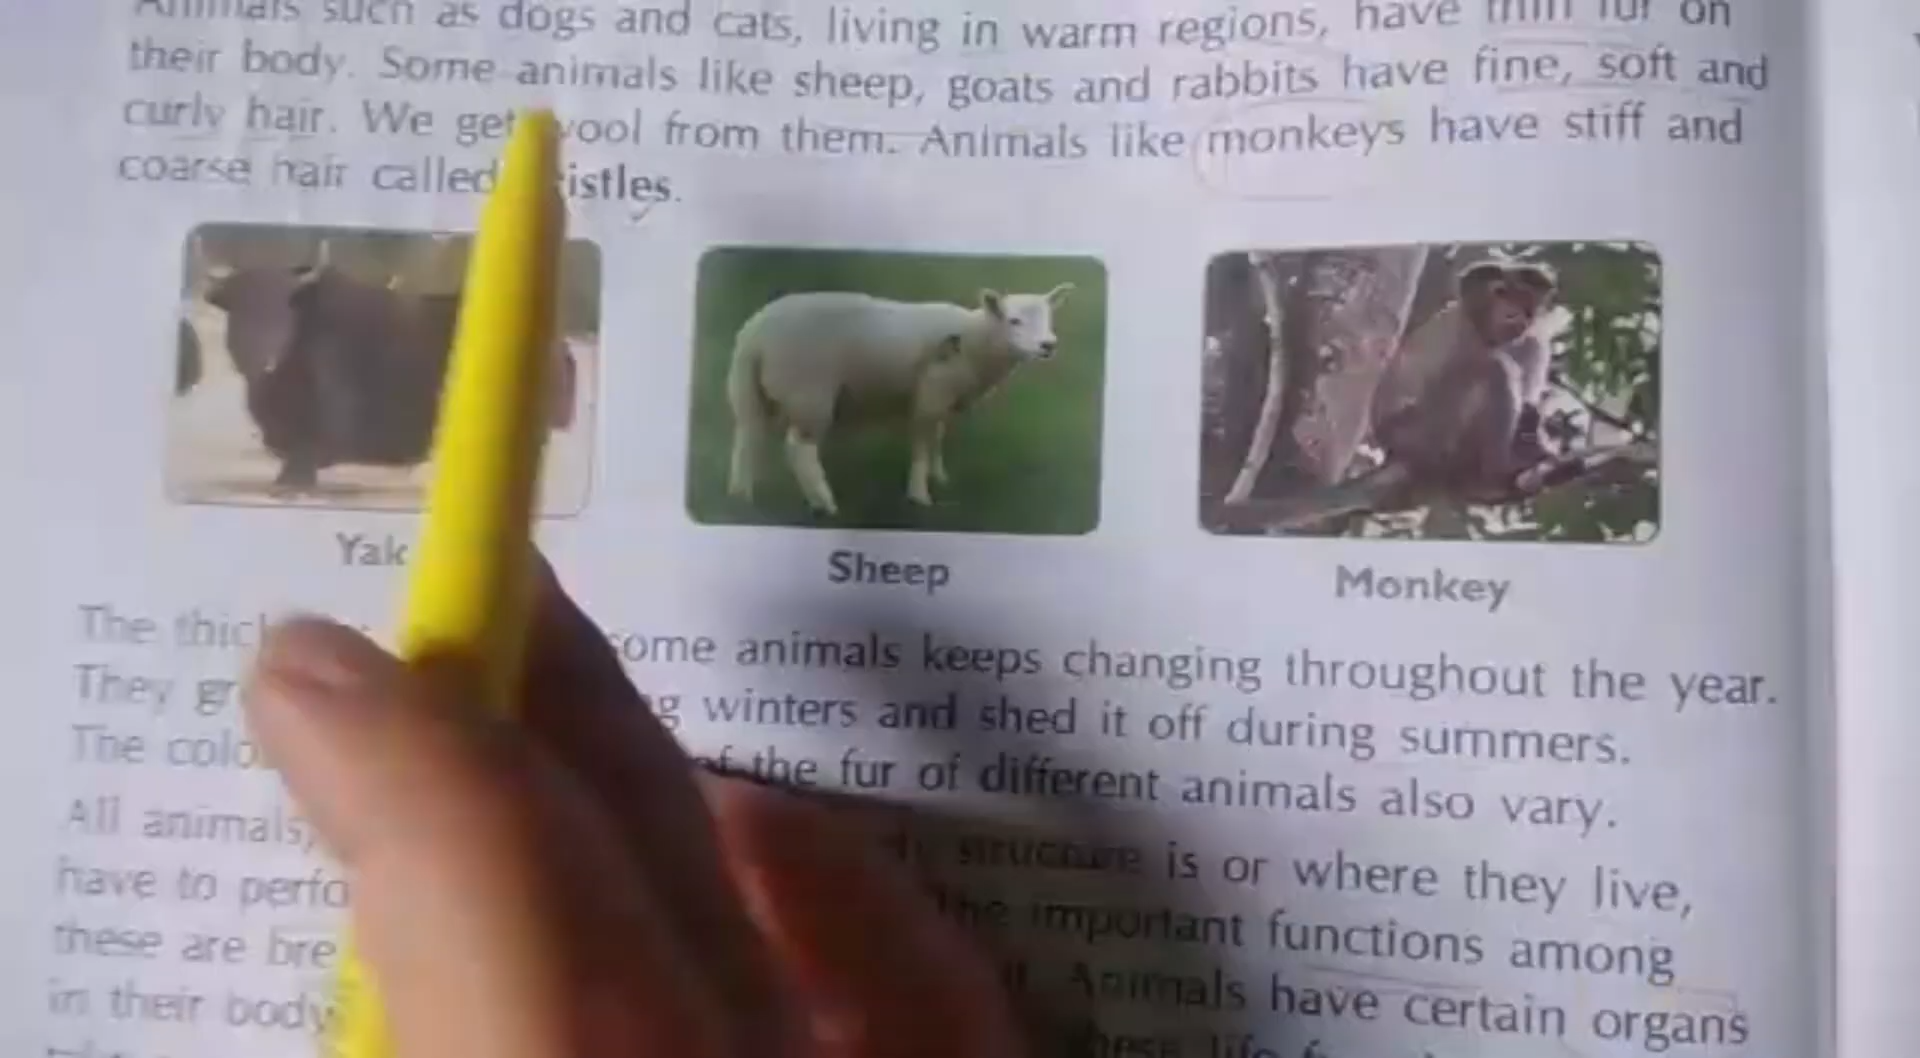 Animals such as dogs and cats, living in warm regions, have thin fur on
their body. Some animals like sheep, goats and rabbits have fine, soft and
curly hair. We get wool from them. Animals like monkeys have stiff and
coarse hair called istles.
Yak
Sheep
Monkey
The thic some animals keeps changing throughout the year.
They gr g winters and shed it off during summers.
The colo of the fur of different animals also vary.
All animals, structure is or where they live,
have to perfo The important functions among
these are bre Animals have certain organs
in their body these life